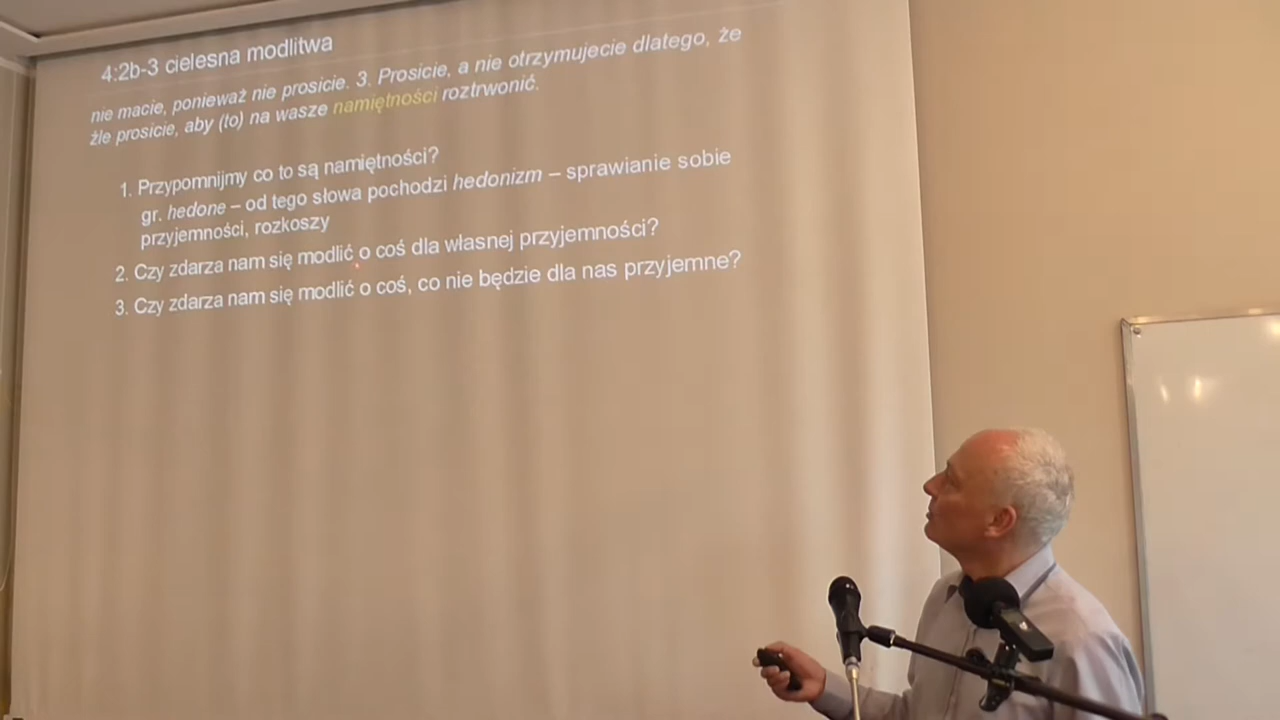 4:2b-3 cielesna modlitwa
nie macie, ponieważ nie prosicie. 3. Prosicie, a nie otrzymujecie dlatego, że
źle prosicie, aby (to) na wasze namiętności roztrwonić.
1. Przypomnijmy co to są namiętności?
gr. hedone – od tego słowa pochodzi hedonizm – sprawianie sobie
przyjemności, rozkoszy
2. Czy zdarza nam się modlić o coś dla własnej przyjemności?
3. Czy zdarza nam się modlić o coś, co nie będzie dla nas przyjemne?